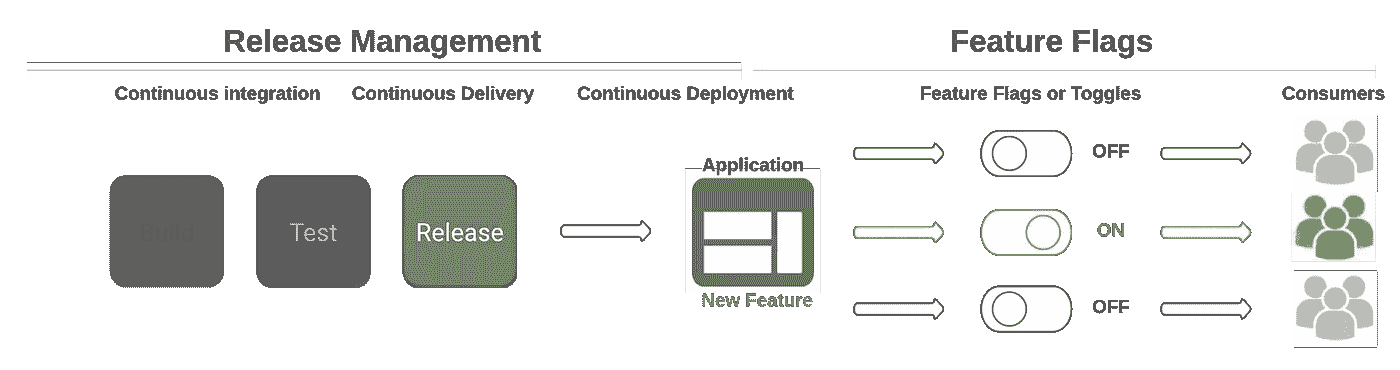 Release Management
Feature Flags
Continuous integration
Continuous Delivery
Continuous Deployment
Feature Flags or Toggles
Consumers
Build
Test
Release
Application
New Feature
OFF
ON
OFF